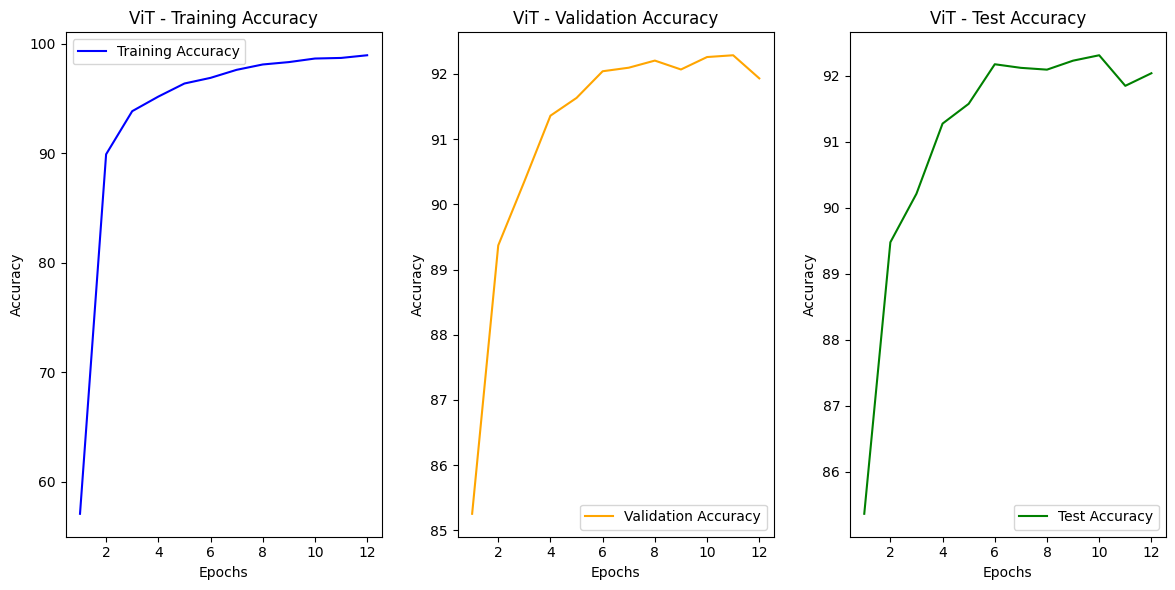 ViT - Training Accuracy
Training Accuracy
100
90
80
70
60
Accuracy
2 4 6 8 10 12
Epochs
ViT - Validation Accuracy
92
91
90
89
88
87
86
85
Accuracy
Validation Accuracy
2 4 6 8 10 12
Epochs
ViT - Test Accuracy
92
91
90
89
88
87
86
Accuracy
Test Accuracy
2 4 6 8 10 12
Epochs